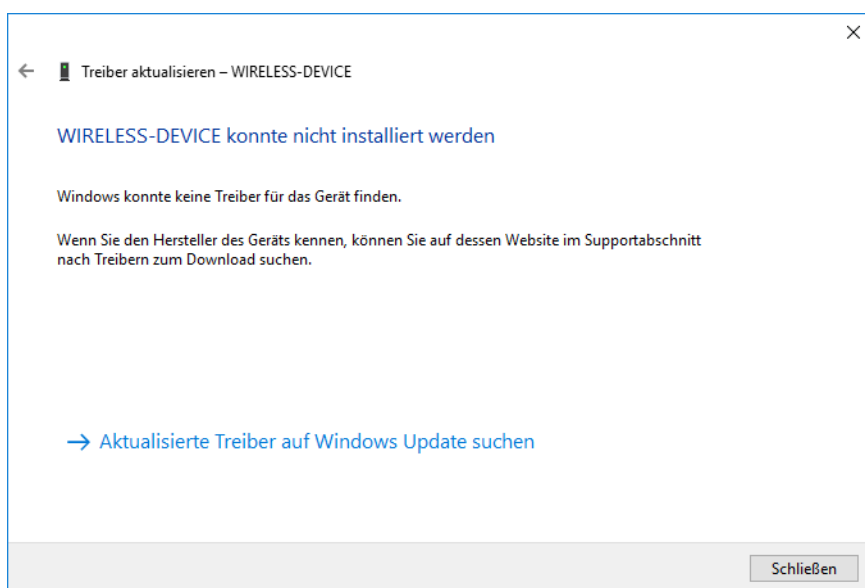 Treiber aktualisieren – WIRELESS-DEVICE
WIRELESS-DEVICE konnte nicht installiert werden
Windows konnte keine Treiber für das Gerät finden.
Wenn Sie den Hersteller des Geräts kennen, können Sie auf dessen Website im Supportabschnitt
nach Treibern zum Download suchen.
Aktualisierte Treiber auf Windows Update suchen
Schließen